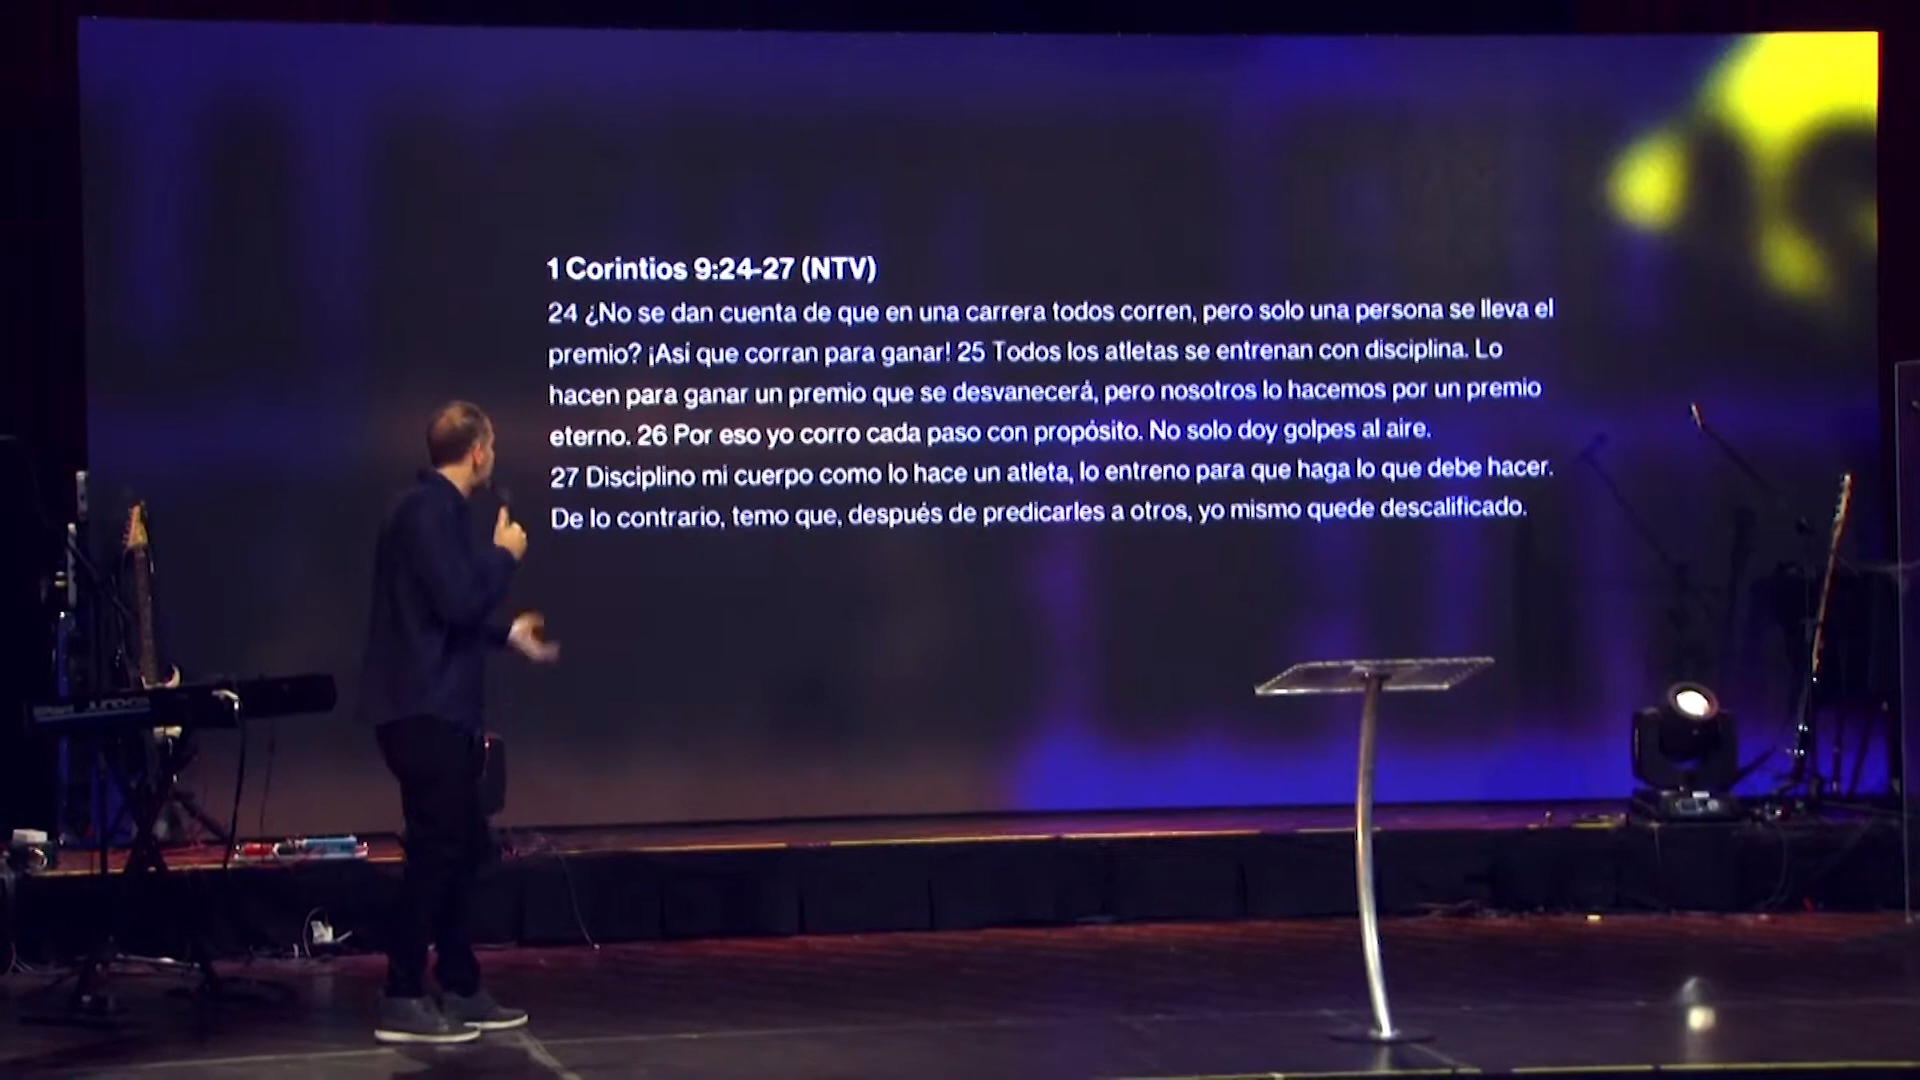 1 Corintios 9:24-27 (NTV)
24 ¿No se dan cuenta de que en una carrera todos corren, pero solo una persona se lleva el
premio? ¡Así que corran para ganar! 25 Todos los atletas se entrenan con disciplina. Lo
hacen para ganar un premio que se desvanecerá, pero nosotros lo hacemos por un premio
eterno. 26 Por eso yo corro cada paso con propósito. No solo doy golpes al aire.
27 Disciplino mi cuerpo como lo hace un atleta, lo entreno para que haga lo que debe hacer.
De lo contrario, temo que, después de predicarles a otros, yo mismo quede descalificado.